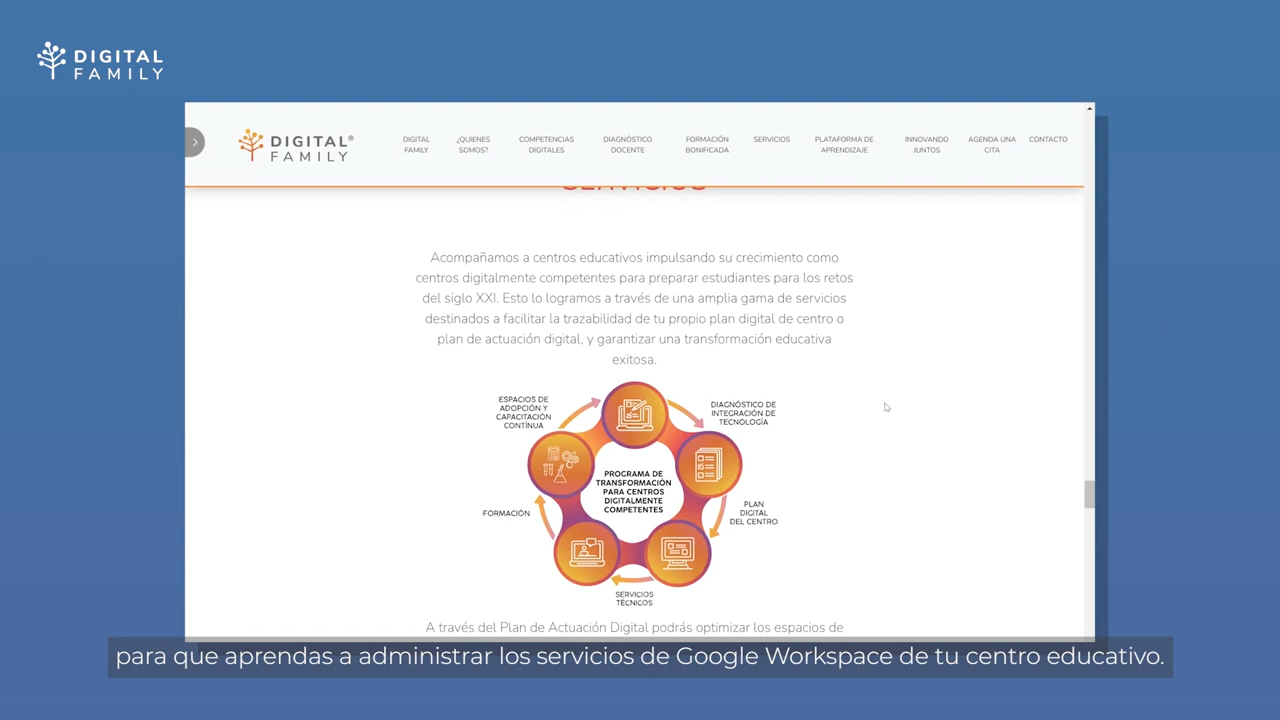 DIGITAL
FAMILY
DIGITAL®
FAMILY
DIGITAL
FAMILY
¿QUIENES
SOMOS?
COMPETENCIAS
DIGITALES
DIAGNÓSTICO
DOCENTE
FORMACIÓN
BONIFICADA
SERVICIOS
PLATAFORMA DE
APRENDIZAJE
INNOVANDO
JUNTOS
AGENDA UNA
CITA
CONTACTO
SERVICIOS
Acompañamos a centros educativos impulsando su crecimiento como
centros digitalmente competentes para preparar estudiantes para los retos
del siglo XXI. Esto lo logramos a través de una amplia gama de servicios
destinados a facilitar la trazabilidad de tu propio plan digital de centro o
plan de actuación digital, y garantizar una transformación educativa
exitosa.
ESPACIOS DE
ADOPCIÓN Y
CAPACITACIÓN
CONTÍNUA
DIAGNÓSTICO DE
INTEGRACIÓN DE
TECNOLOGÍA
PROGRAMA DE
TRANSFORMACIÓN
PARA CENTROS
DIGITALMENTE
COMPETENTES
FORMACIÓN
PLAN
DIGITAL
DEL CENTRO
SERVICIOS
TÉCNICOS
A través del Plan de Actuación Digital podrás optimizar los espacios de
para que aprendas a administrar los servicios de Google Workspace de tu centro educativo.